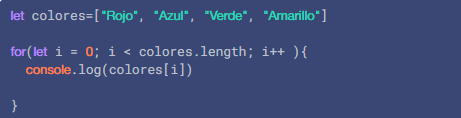 let colores=["Rojo", "Azul", "Verde", "Amarillo"]
for(let i = 0; i < colores.length; i++ ){
console.log(colores[i])
}